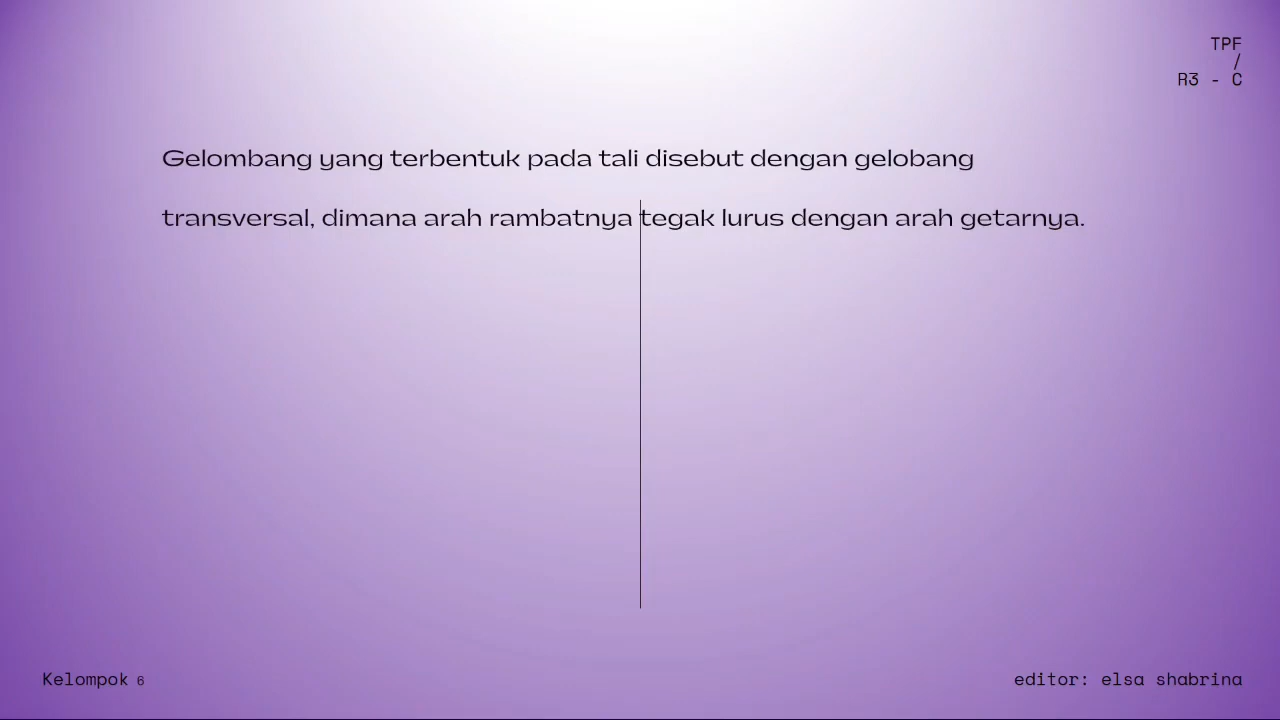 TPF
/
R3 - C
Gelombang yang terbentuk pada tali disebut dengan gelobang
transversal, dimana arah rambatnya tegak lurus dengan arah getarnya.
Kelompok 6
editor: elsa shabrina